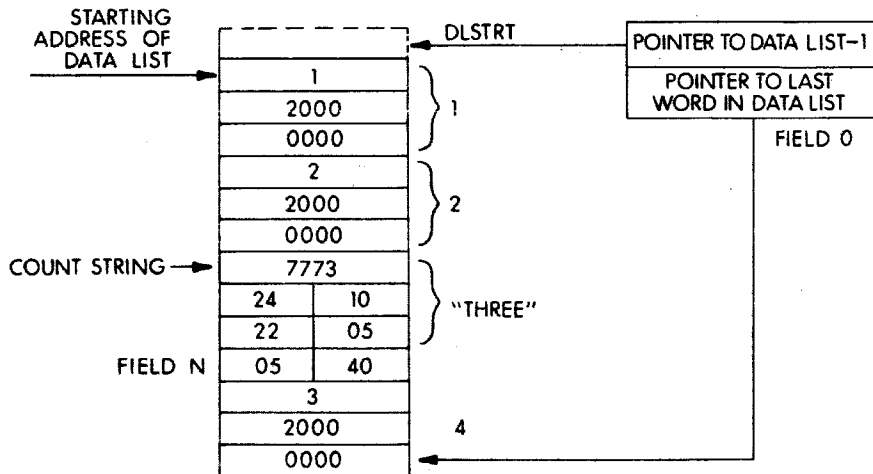 STARTING
ADDRESS OF
DATA LIST
DLSTRT
POINTER TO DATA LIST-1
POINTER TO LAST
WORD IN DATA LIST
FIELD 0
1
2000
0000
1
2
2000
0000
2
COUNT STRING
7773
24 10
22 05
"THREE"
FIELD N
05 40
3
2000
0000
4